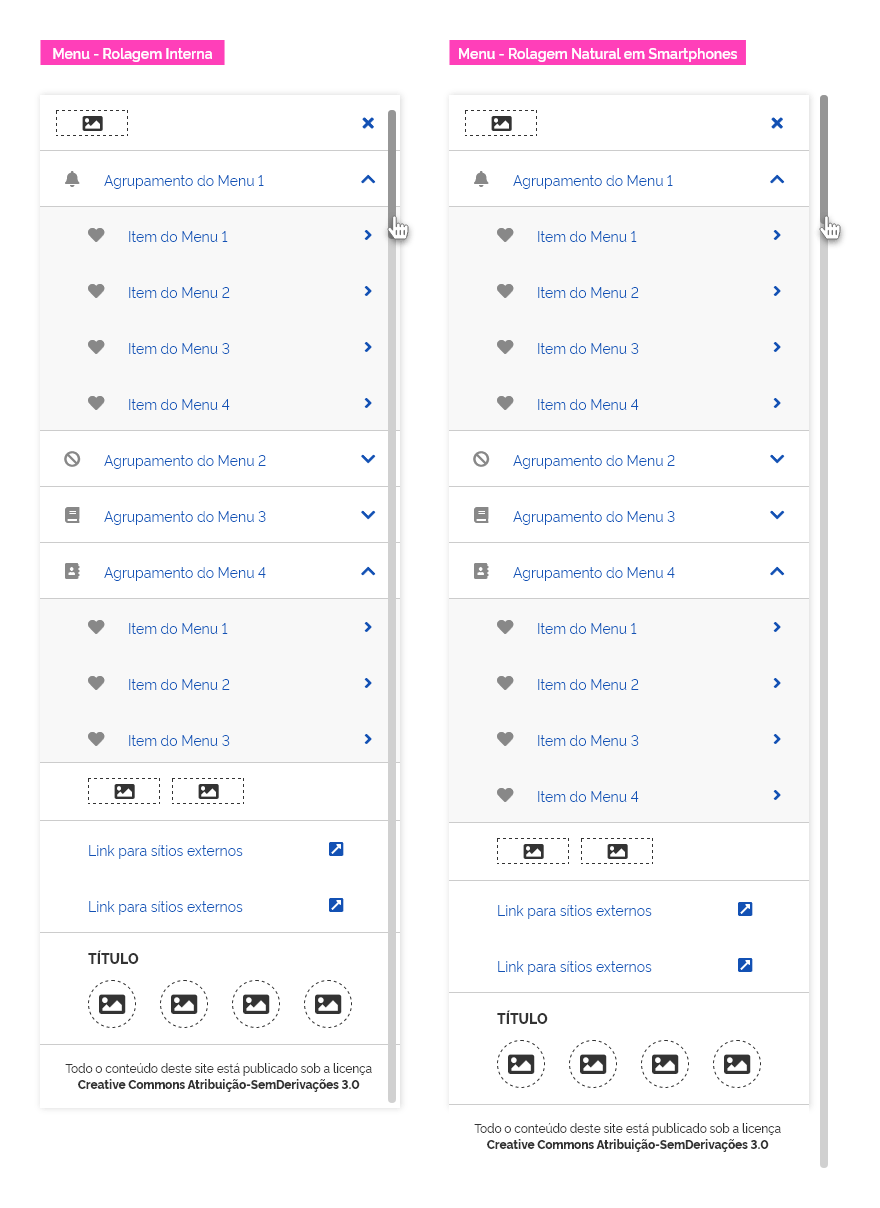 Menu - Rolagem Interna
Agrupamento do Menu 1
Item do Menu 1
Item do Menu 2
Item do Menu 3
Item do Menu 4
Agrupamento do Menu 2
Agrupamento do Menu 3
Agrupamento do Menu 4
Item do Menu 1
Item do Menu 2
Item do Menu 3
Link para sítios externos
Link para sítios externos
TÍTULO
Todo o conteúdo deste site está publicado sob a licença
Creative Commons Atribuição-SemDerivações 3.0
Menu - Rolagem Natural em Smartphones
Agrupamento do Menu 1
Item do Menu 1
Item do Menu 2
Item do Menu 3
Item do Menu 4
Agrupamento do Menu 2
Agrupamento do Menu 3
Agrupamento do Menu 4
Item do Menu 1
Item do Menu 2
Item do Menu 3
Item do Menu 4
Link para sítios externos
Link para sítios externos
TÍTULO
Todo o conteúdo deste site está publicado sob a licença
Creative Commons Atribuição-SemDerivações 3.0